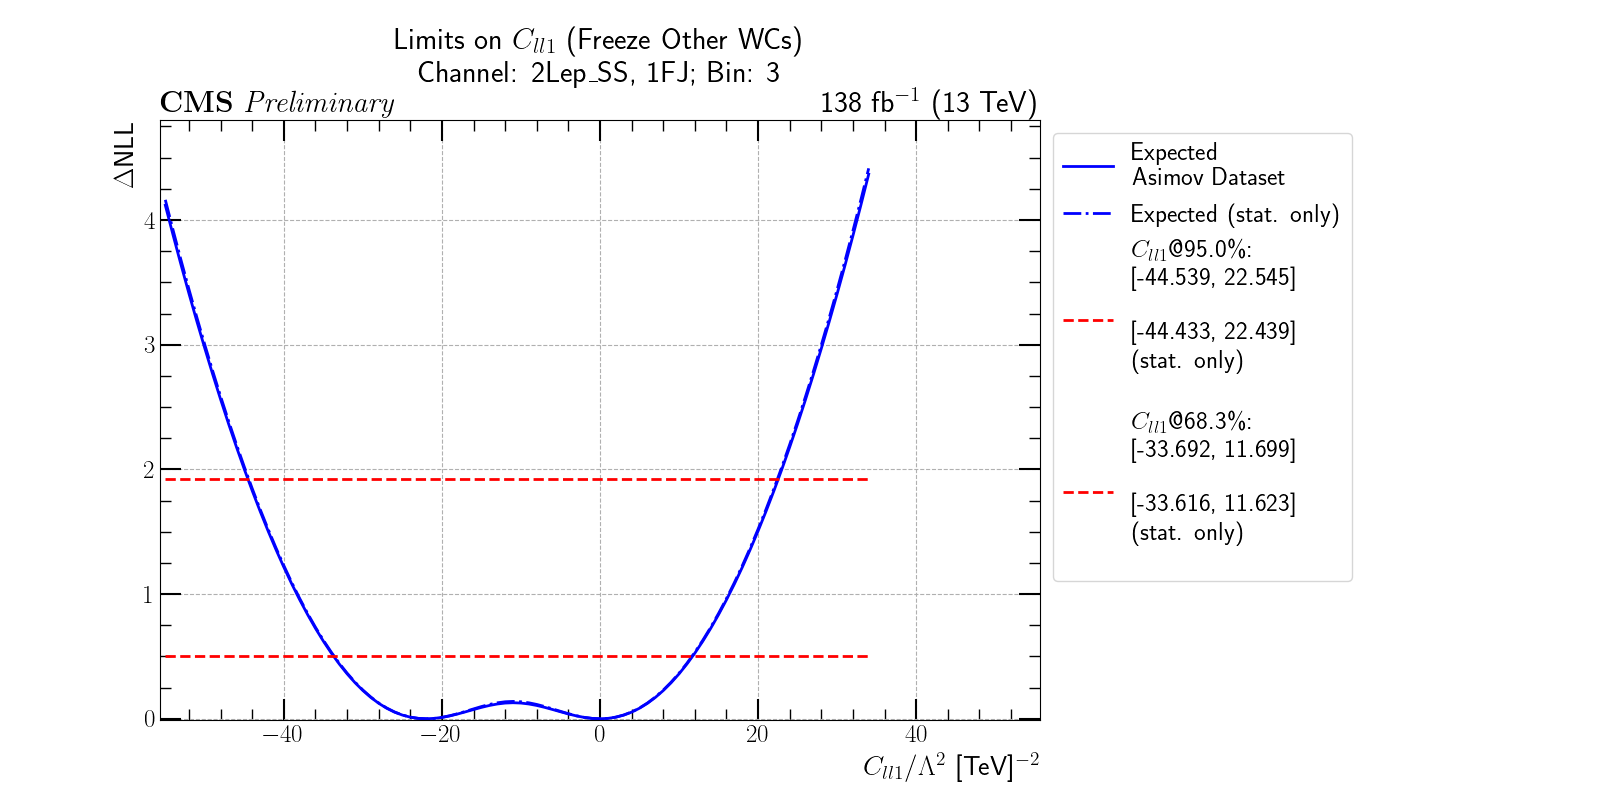 Limits on C_{ll1} (Freeze Other WCs)
Channel: 2Lep_SS, 1FJ; Bin: 3
CMS Preliminary
138 fb^{-1} (13 TeV)
ΔNLL
4
3
2
1
0
−40
−20
0
20
40
C_{ll1}/Λ^2 [TeV]^{-2}
Expected
Asimov Dataset
Expected (stat. only)
C_{ll1}@95.0%:
[-44.539, 22.545]
[-44.433, 22.439]
(stat. only)
C_{ll1}@68.3%:
[-33.692, 11.699]
[-33.616, 11.623]
(stat. only)